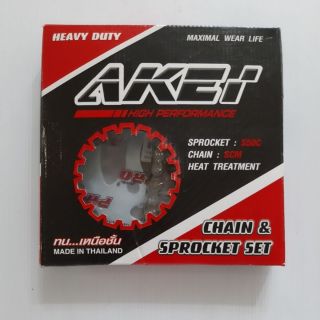 HEAVY DUTY
MAXIMAL WEAR LIFE
AKEI
HIGH PERFORMANCE
SPROCKET : S50C
CHAIN : SCM
HEAT TREATMENT
ทน...เหนือชั้น
MADE IN THAILAND
CHAIN &
SPROCKET SET